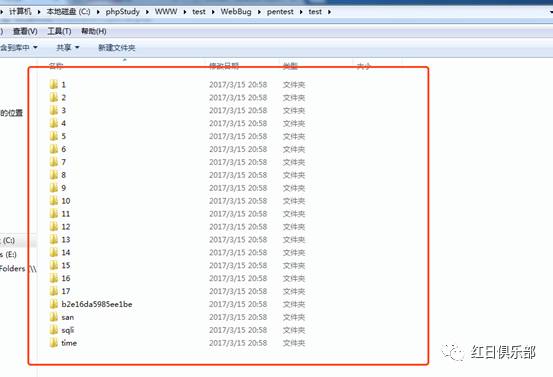 计算机 本地磁盘 (C:) phpStudy WWW test WebBug pentest test
) 查看(V) 工具(T) 帮助(H)
含到库中 共享 新建文件夹
名称 修改日期 类型 大小
1 2017/3/15 20:58 文件夹
2 2017/3/15 20:58 文件夹
3 2017/3/15 20:58 文件夹
4 2017/3/15 20:58 文件夹
5 2017/3/15 20:58 文件夹
6 2017/3/15 20:58 文件夹
7 2017/3/15 20:58 文件夹
8 2017/3/15 20:58 文件夹
9 2017/3/15 20:58 文件夹
10 2017/3/15 20:58 文件夹
11 2017/3/15 20:58 文件夹
12 2017/3/15 20:58 文件夹
13 2017/3/15 20:58 文件夹
14 2017/3/15 20:58 文件夹
15 2017/3/15 20:58 文件夹
16 2017/3/15 20:58 文件夹
17 2017/3/15 20:58 文件夹
b2e16da5985ee1be 2017/3/15 20:58 文件夹
san 2017/3/15 20:58 文件夹
sqli 2017/3/15 20:58 文件夹
time 2017/3/15 20:58 文件夹
的位置
(C:)
s (E:)
Folders (\\
红日俱乐部